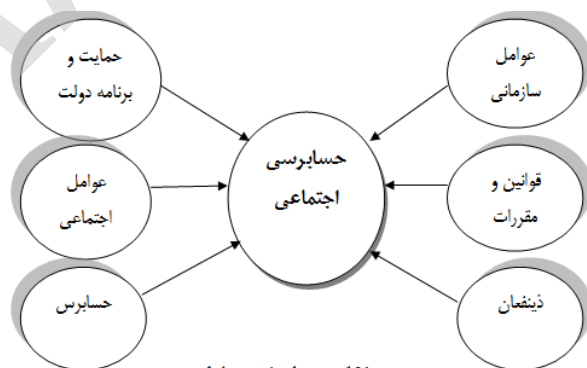 عوامل
سازمانی
حمایت و
برنامه دولت
حسابرسی
اجتماعی
قوانین و
مقررات
عوامل
اجتماعی
ذینفعان
حسابرس